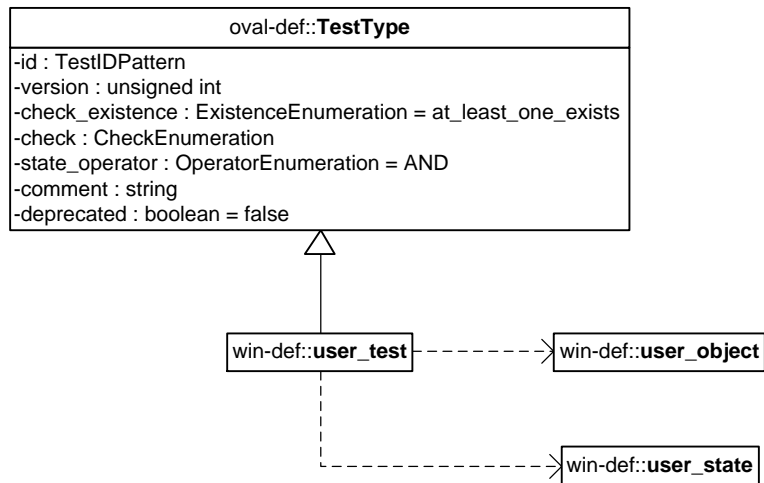 oval-def::TestType
-id : TestIDPattern
-version : unsigned int
-check_existence : ExistenceEnumeration = at_least_one_exists
-check : CheckEnumeration
-state_operator : OperatorEnumeration = AND
-comment : string
-deprecated : boolean = false
win-def::user_test
win-def::user_object
win-def::user_state